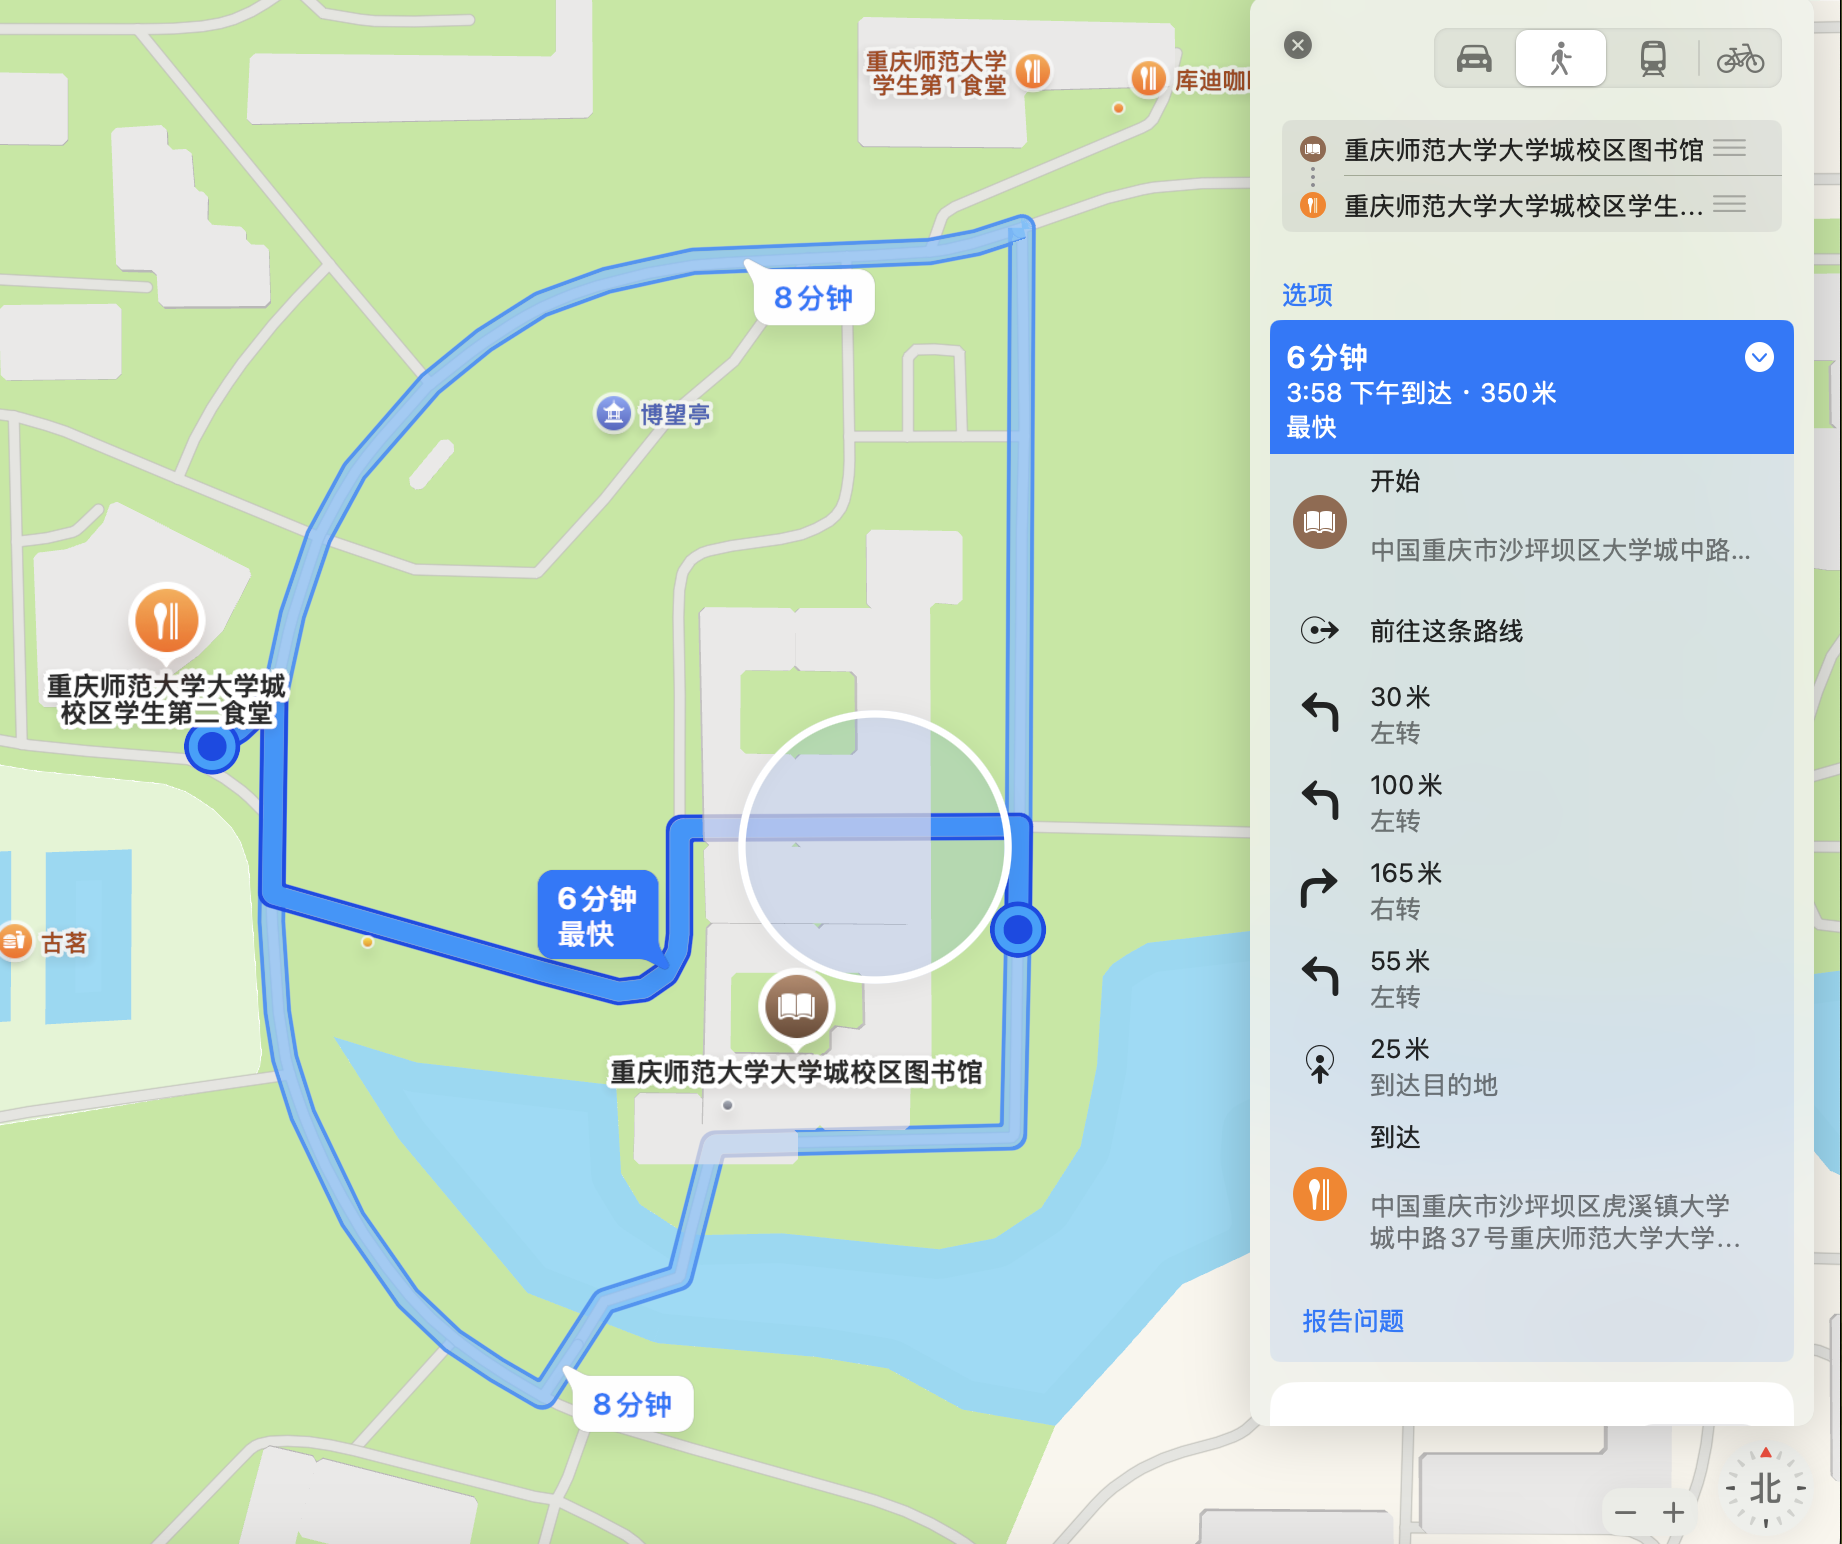 重庆师范大学
学生第1食堂
库迪咖
8分钟
博望亭
重庆师范大学大学城
校区学生第二食堂
6分钟
最快
古茗
重庆师范大学大学城校区图书馆
8分钟
重庆师范大学大学城校区图书馆
重庆师范大学大学城校区学生...
选项
6分钟
3:58 下午到达 · 350米
最快
开始
中国重庆市沙坪坝区大学城中路...
前往这条路线
30米
左转
100米
左转
165米
右转
55米
左转
25米
到达目的地
到达
中国重庆市沙坪坝区虎溪镇大学
城中路37号重庆师范大学大学...
报告问题
北